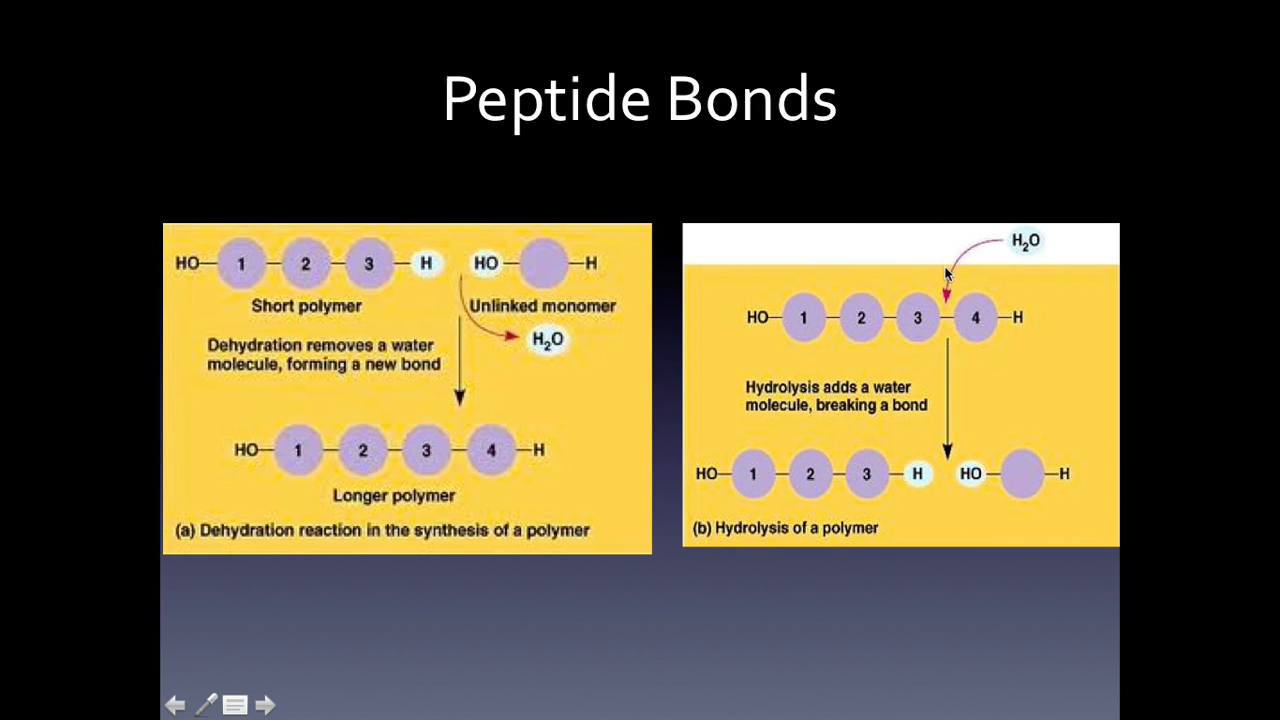 Peptide Bonds
HO 1 2 3 H HO H
Short polymer Unlinked monomer
H2O
Dehydration removes a water
molecule, forming a new bond
HO 1 2 3 4 H
Longer polymer
(a) Dehydration reaction in the synthesis of a polymer
H2O
HO 1 2 3 4 H
Hydrolysis adds a water
molecule, breaking a bond
HO 1 2 3 H HO H
(b) Hydrolysis of a polymer